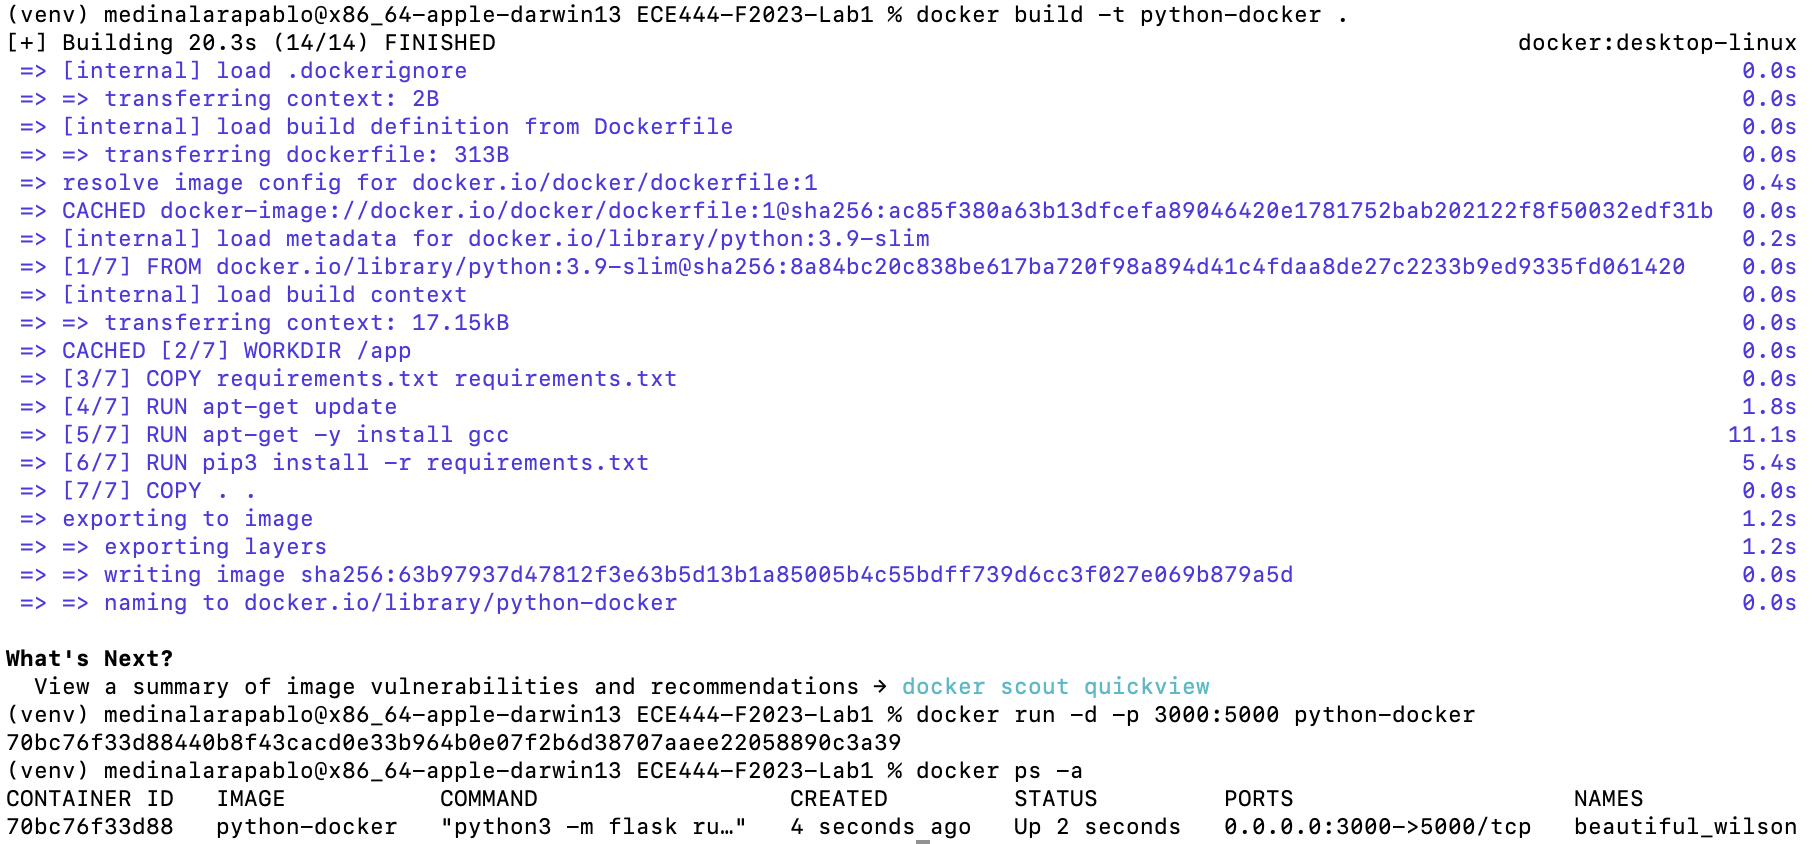 (venv) medinalarapablo@x86_64-apple-darwin13 ECE444-F2023-Lab1 % docker build -t python-docker .
[+] Building 20.3s (14/14) FINISHED docker:desktop-linux
=> [internal] load .dockerignore 0.0s
=> => transferring context: 2B 0.0s
=> [internal] load build definition from Dockerfile 0.0s
=> => transferring dockerfile: 313B 0.0s
=> resolve image config for docker.io/docker/dockerfile:1 0.4s
=> CACHED docker-image://docker.io/docker/dockerfile:1@sha256:ac85f380a63b13dfcefa89046420e1781752bab202122f8f50032edf31b 0.0s
=> [internal] load metadata for docker.io/library/python:3.9-slim 0.2s
=> [1/7] FROM docker.io/library/python:3.9-slim@sha256:8a84bc20c838be617ba720f98a894d41c4fdaa8de27c2233b9ed9335fd061420 0.0s
=> [internal] load build context 0.0s
=> => transferring context: 17.15kB 0.0s
=> CACHED [2/7] WORKDIR /app 0.0s
=> [3/7] COPY requirements.txt requirements.txt 0.0s
=> [4/7] RUN apt-get update 1.8s
=> [5/7] RUN apt-get -y install gcc 11.1s
=> [6/7] RUN pip3 install -r requirements.txt 5.4s
=> [7/7] COPY . . 0.0s
=> exporting to image 1.2s
=> => exporting layers 1.2s
=> => writing image sha256:63b97937d47812f3e63b5d13b1a85005b4c55bdff739d6cc3f027e069b879a5d 0.0s
=> => naming to docker.io/library/python-docker 0.0s
What's Next?
View a summary of image vulnerabilities and recommendations → docker scout quickview
(venv) medinalarapablo@x86_64-apple-darwin13 ECE444-F2023-Lab1 % docker run -d -p 3000:5000 python-docker
70bc76f33d88440b8f43cacd0e33b964b0e07f2b6d38707aaee22058890c3a39
(venv) medinalarapablo@x86_64-apple-darwin13 ECE444-F2023-Lab1 % docker ps -a
CONTAINER ID IMAGE COMMAND CREATED STATUS PORTS NAMES
70bc76f33d88 python-docker "python3 -m flask ru…" 4 seconds ago Up 2 seconds 0.0.0.0:3000->5000/tcp beautiful_wilson